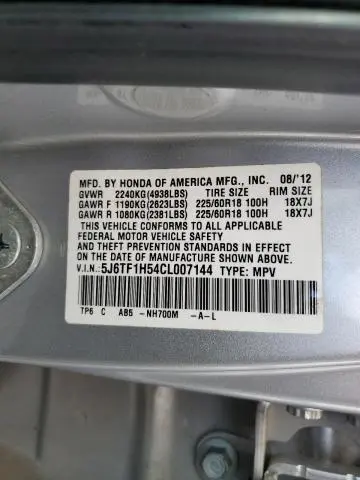 MFD. BY HONDA OF AMERICA MFG., INC. 08/'12
GVWR 2240KG(4938LBS) TIRE SIZE RIM SIZE
GAWR F 1190KG(2623LBS) 225/60R18 100H 18X7J
GAWR R 1080KG(2381LBS) 225/60R18 100H 18X7J
THIS VEHICLE CONFORMS TO ALL APPLICABLE
FEDERAL MOTOR VEHICLE SAFETY
AND THEFT PREVENTION STANDARDS IN EFFECT
ON THE DATE OF MANUFACTURE SHOWN ABOVE.
V.I.N.: 5J6TF1H54CL007144 TYPE: MPV
TP6 C AB5 -NH700M -A-L